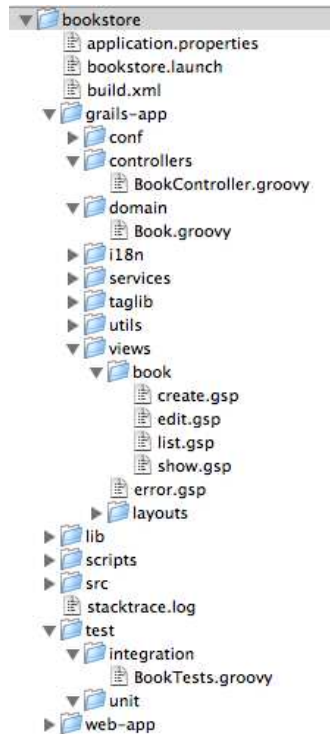 bookstore
application.properties
bookstore.launch
build.xml
grails-app
conf
controllers
BookController.groovy
domain
Book.groovy
i18n
services
taglib
utils
views
book
create.gsp
edit.gsp
list.gsp
show.gsp
error.gsp
layouts
lib
scripts
src
stacktrace.log
test
integration
BookTests.groovy
unit
web-app